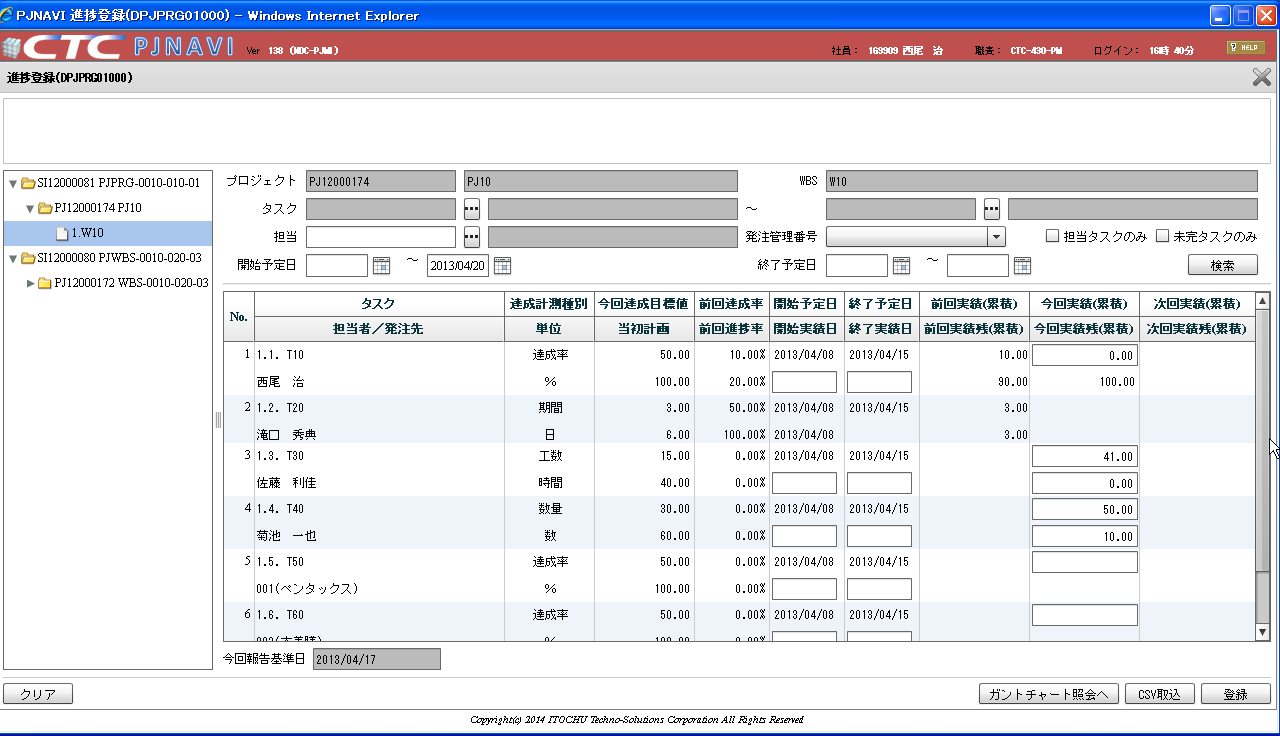 PJNAVI 進捗登録(DPJPRG01000) - Windows Internet Explorer
CTC PJNAVI Ver 138 (NDC-PJMI) 社員： 169909 西尾 治 職責： CTC-430-PM ログイン： 16時 40分 ? HELP
進捗登録(DPJPRG01000)
SI12000081 PJPRG-0010-010-01
PJ12000174 PJ10
1.W10
SI12000080 PJWBS-0010-020-03
PJ12000172 WBS-0010-020-03
プロジェクト PJ12000174 PJ10 WBS W10
タスク ... ～ ...
担当 ... 発注管理番号 担当タスクのみ 未完タスクのみ
開始予定日 ～ 2013/04/20 終了予定日 ～ 検索
No. タスク 達成計測種別 今回達成目標値 前回達成率 開始予定日 終了予定日 前回実績(累積) 今回実績(累積) 次回実績(累積)
担当者／発注先 単位 当初計画 前回進捗率 開始実績日 終了実績日 前回実績残(累積) 今回実績残(累積) 次回実績残(累積)
1 1.1. T10 達成率 50.00 10.00% 2013/04/08 2013/04/15 10.00 0.00
西尾 治 % 100.00 20.00% 90.00 100.00
2 1.2. T20 期間 3.00 50.00% 2013/04/08 2013/04/15 3.00
滝口 秀典 日 6.00 100.00% 2013/04/08 3.00
3 1.3. T30 工数 15.00 0.00% 2013/04/08 2013/04/15 41.00
佐藤 利佳 時間 40.00 0.00% 0.00
4 1.4. T40 数量 30.00 0.00% 2013/04/08 2013/04/15 50.00
菊池 一也 数 60.00 0.00% 10.00
5 1.5. T50 達成率 50.00 0.00% 2013/04/08 2013/04/15
001(ペンタックス) % 100.00 0.00%
6 1.6. T60 達成率 50.00 0.00% 2013/04/08 2013/04/15
今回報告基準日 2013/04/17
クリア ガントチャート照会へ CSV取込 登録
Copyright(c) 2014 ITOCHU Techno-Solutions Corporation All Rights Reserved